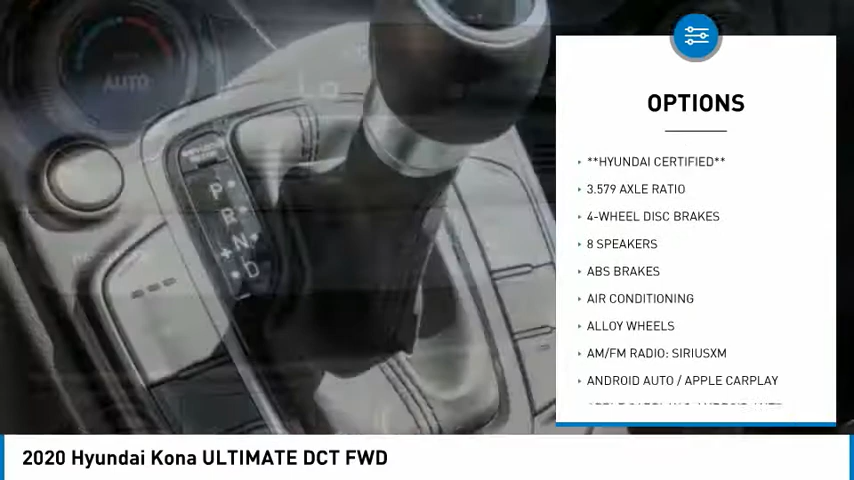 AUTO
Lo
P
R
N
D
+
-
OPTIONS
**HYUNDAI CERTIFIED**
3.579 AXLE RATIO
4-WHEEL DISC BRAKES
8 SPEAKERS
ABS BRAKES
AIR CONDITIONING
ALLOY WHEELS
AM/FM RADIO: SIRIUSXM
ANDROID AUTO / APPLE CARPLAY
2020 Hyundai Kona ULTIMATE DCT FWD